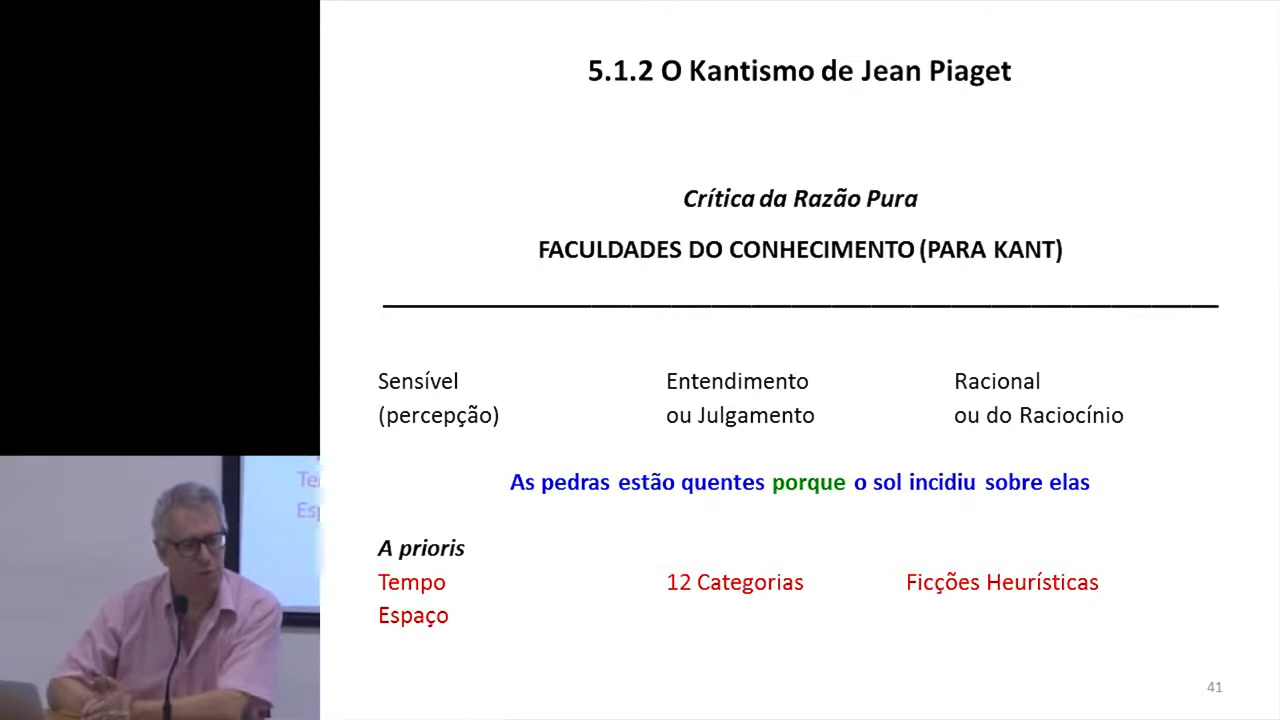 5.1.2 O Kantismo de Jean Piaget
Crítica da Razão Pura
FACULDADES DO CONHECIMENTO (PARA KANT)
Sensível
(percepção)
Entendimento
ou Julgamento
Racional
ou do Raciocínio
As pedras estão quentes porque o sol incidiu sobre elas
A prioris
Tempo
Espaço
12 Categorias
Ficções Heurísticas
41
Te
Esp